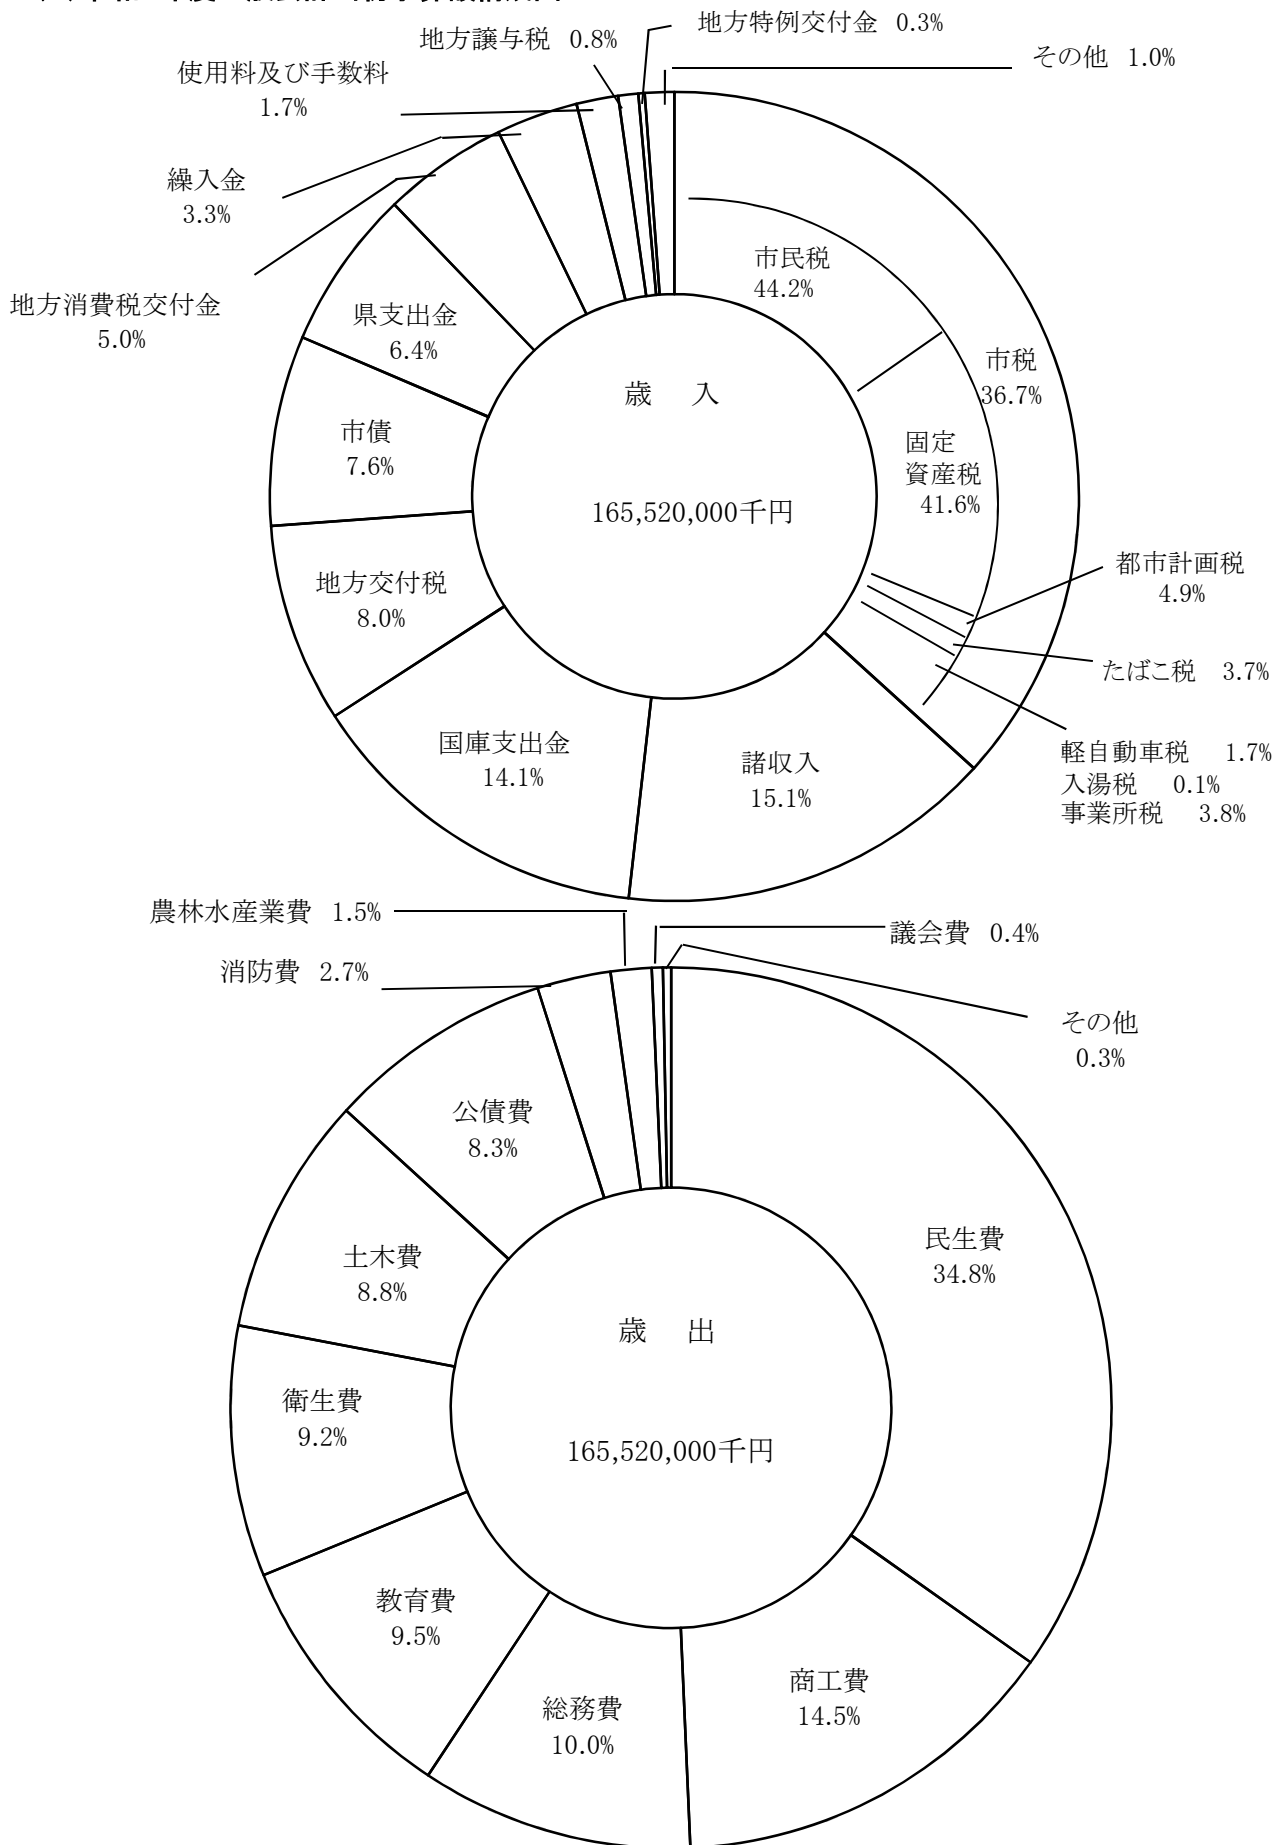 地方特例交付金 0.3%
地方譲与税 0.8%
その他 1.0%
使用料及び手数料
1.7%
繰入金
3.3%
地方消費税交付金
5.0%
県支出金
6.4%
市債
7.6%
地方交付税
8.0%
国庫支出金
14.1%
諸収入
15.1%
市民税
44.2%
市税
36.7%
固定
資産税
41.6%
都市計画税
4.9%
たばこ税 3.7%
軽自動車税 1.7%
入湯税 0.1%
事業所税 3.8%
歳 入
165,520,000千円
農林水産業費 1.5%
議会費 0.4%
消防費 2.7%
その他
0.3%
公債費
8.3%
民生費
34.8%
土木費
8.8%
歳 出
165,520,000千円
衛生費
9.2%
教育費
9.5%
総務費
10.0%
商工費
14.5%